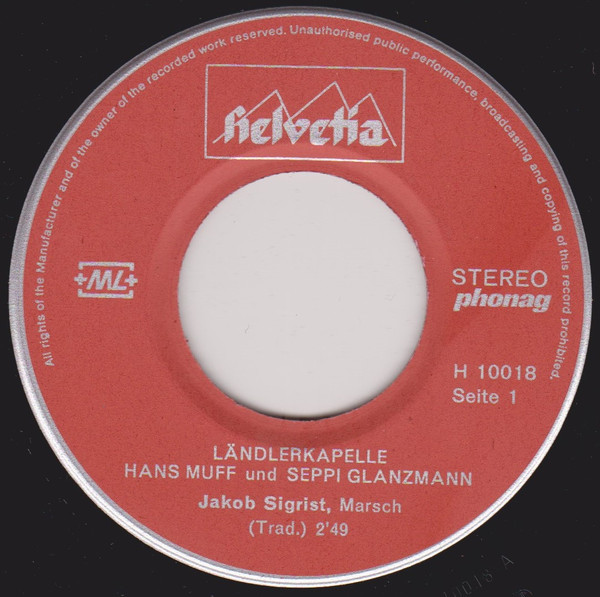 All rights of the Manufacturer and of the owner of the recorded work reserved. Unauthorised public performance, broadcasting and copying of this record prohibited.
helvetia
+ML+
STEREO
phonag
H 10018
Seite 1
LÄNDLERKAPELLE
HANS MUFF und SEPPI GLANZMANN
Jakob Sigrist, Marsch
(Trad.) 2'49
10018 A